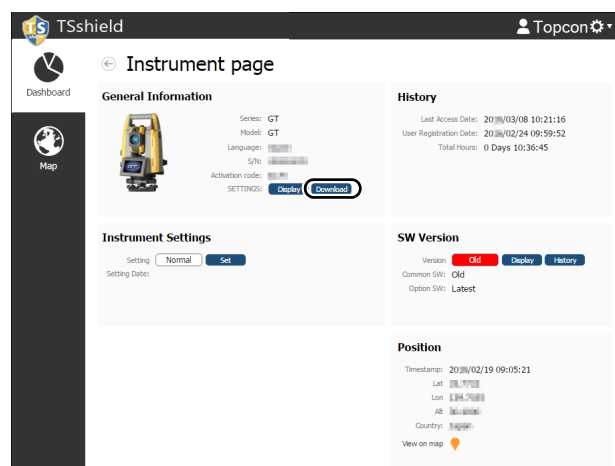 TS
TSshield
Topcon
Instrument page
Dashboard
Map
General Information
Series: GT
Model: GT
Language:
S/N:
Activation code:
SETTINGS: Display Download
History
Last Access Date: 20 /03/08 10:21:16
User Registration Date: 20 /02/24 09:59:52
Total Hours: 0 Days 10:36:45
Instrument Settings
Setting Normal Set
Setting Date:
SW Version
Version Old Display History
Common SW: Old
Option SW: Latest
Position
Timestamp: 20 /02/19 09:05:21
Lat
Lon
Alt
Country:
View on map